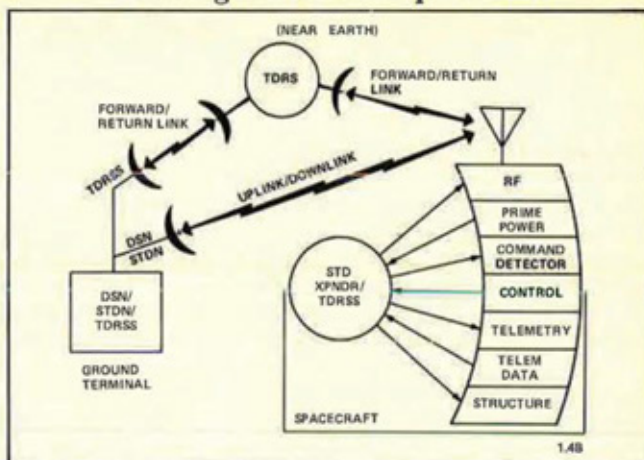 (NEAR EARTH)
TDRS
FORWARD/
RETURN LINK
FORWARD/RETURN
LINK
TDRSS
UPLINK/DOWNLINK
DSN
STDN
DSN/
STDN/
TDRSS
GROUND
TERMINAL
STD
XPNDR/
TDRSS
RF
PRIME
POWER
COMMAND
DETECTOR
CONTROL
TELEMETRY
TELEM
DATA
STRUCTURE
SPACECRAFT
1.4B